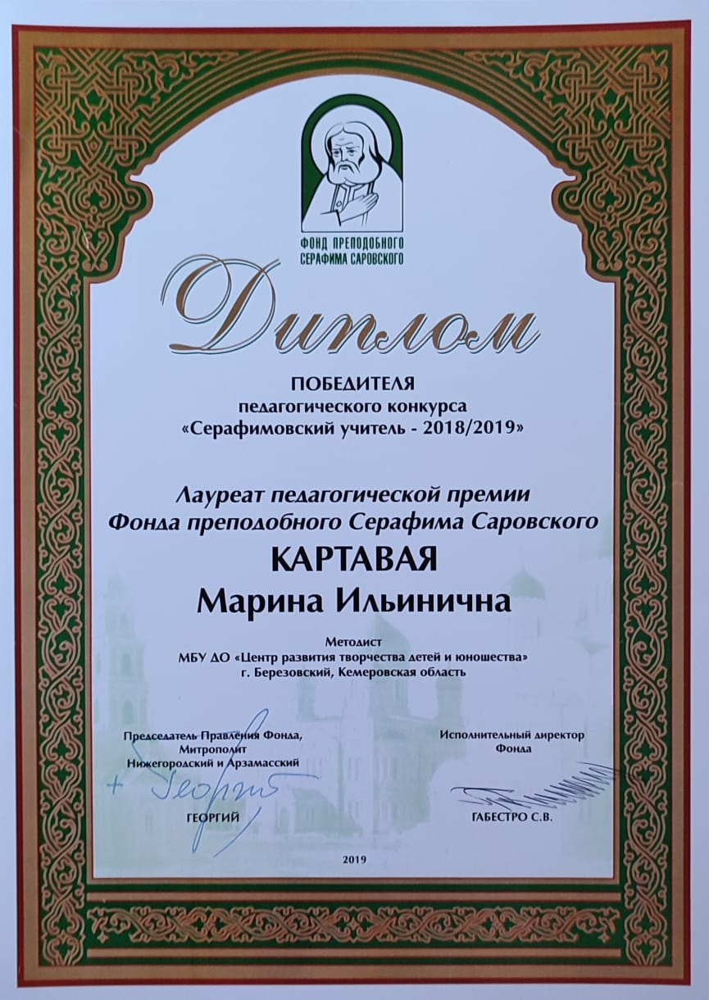 ФОНД ПРЕПОДОБНОГО
СЕРАФИМА САРОВСКОГО
Диплом
ПОБЕДИТЕЛЯ
педагогического конкурса
«Серафимовский учитель - 2018/2019»
Лауреат педагогической премии
Фонда преподобного Серафима Саровского
КАРТАВАЯ
Марина Ильинична
Методист
МБУ ДО «Центр развития творчества детей и юношества»
г. Березовский, Кемеровская область
Председатель Правления Фонда,
Митрополит
Нижегородский и Арзамасский
+ Георгий
ГЕОРГИЙ
Исполнительный директор
Фонда
ГАБЕСТРО С.В.
2019